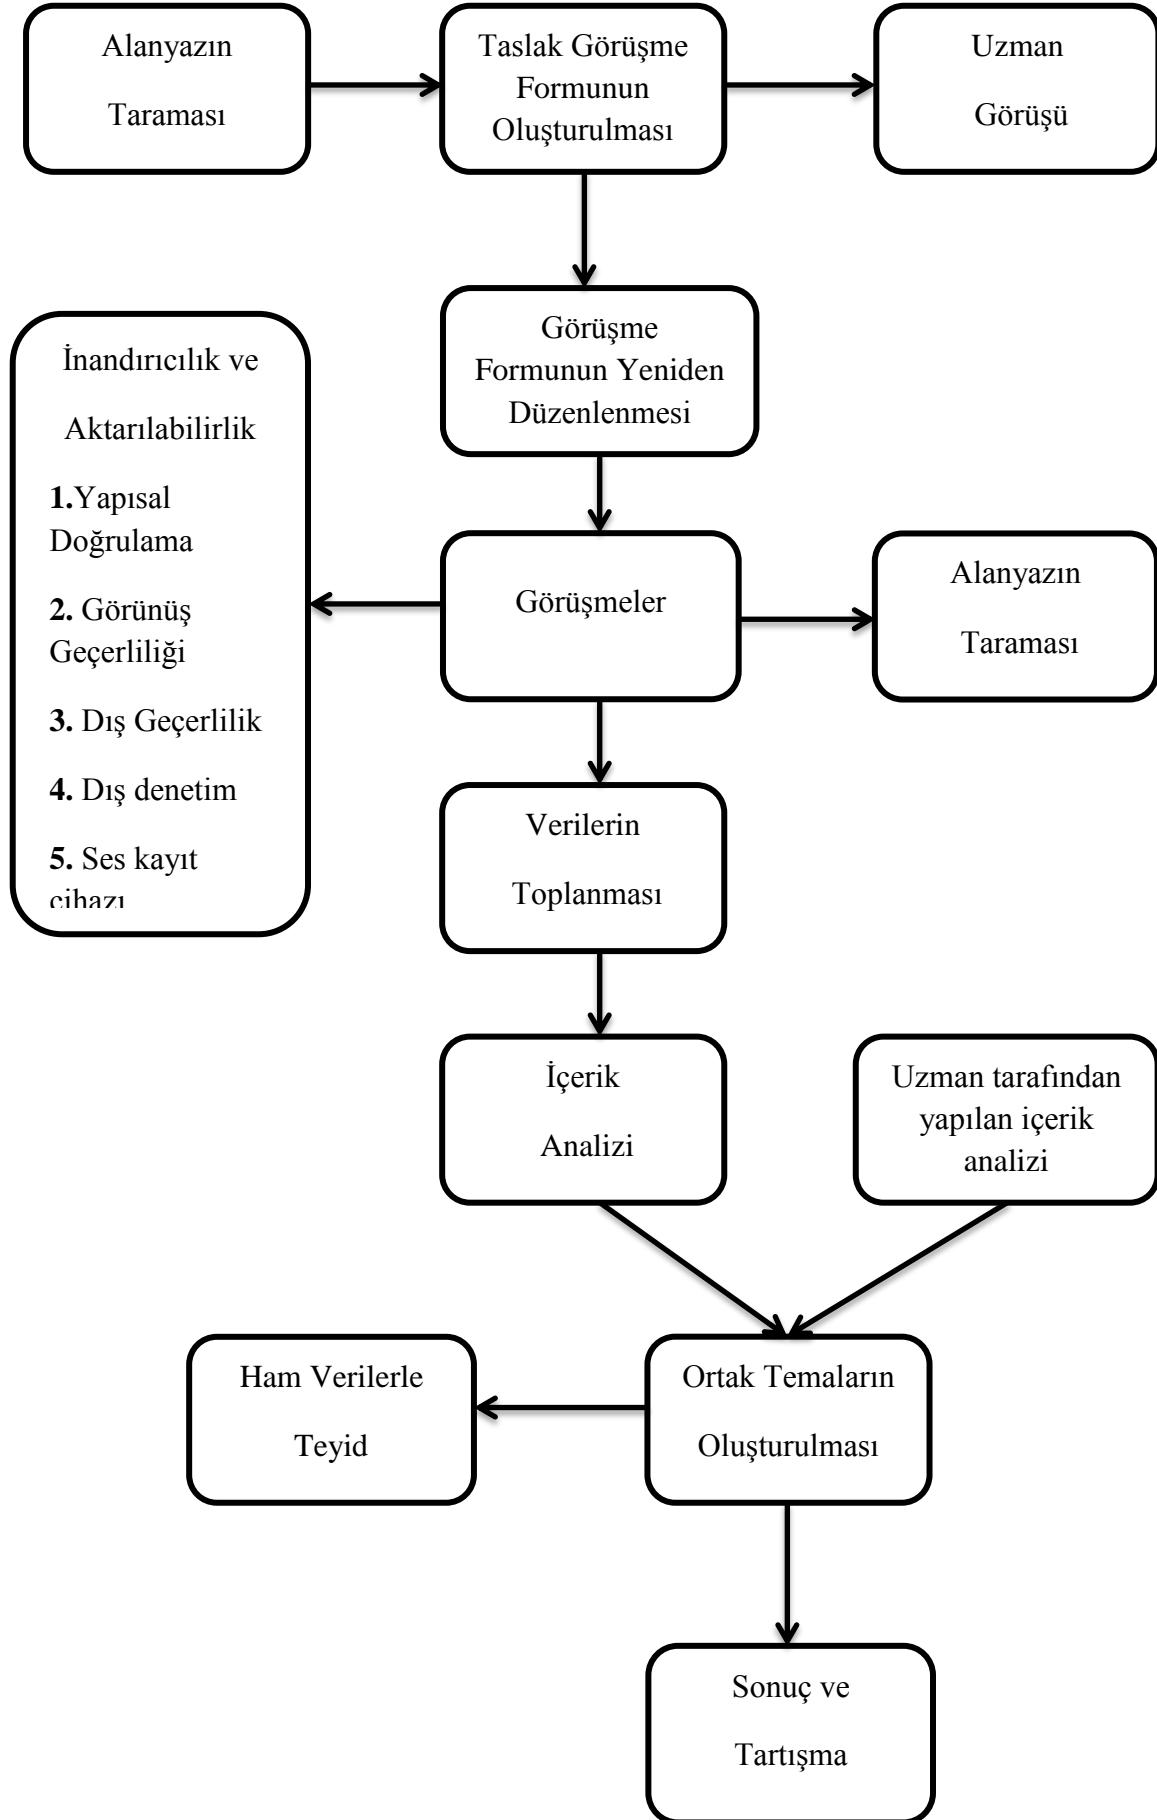 Alanyazın
Taraması
Taslak Görüşme
Formunun
Oluşturulması
Uzman
Görüşü
Görüşme
Formunun Yeniden
Düzenlenmesi
İnandırıcılık ve
Aktarılabilirlik
1.Yapısal
Doğrulama
2. Görünüş
Geçerliliği
3. Dış Geçerlilik
4. Dış denetim
5. Ses kayıt
cihazı
Görüşmeler
Alanyazın
Taraması
Verilerin
Toplanması
İçerik
Analizi
Uzman tarafından
yapılan içerik
analizi
Ham Verilerle
Teyid
Ortak Temaların
Oluşturulması
Sonuç ve
Tartışma